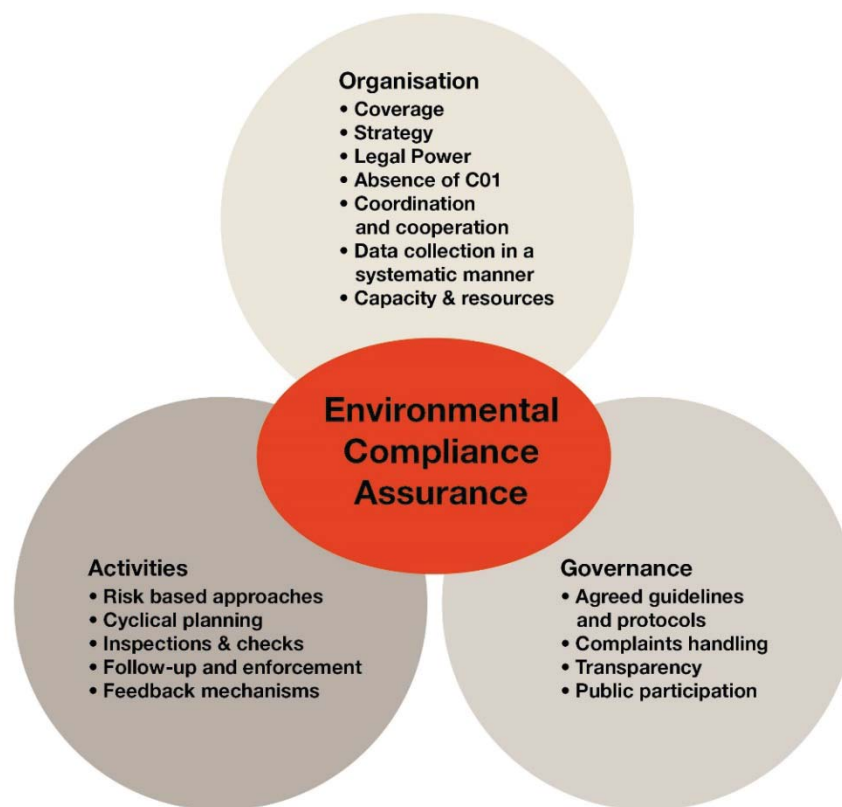 Organisation
• Coverage
• Strategy
• Legal Power
• Absence of C01
• Coordination
and cooperation
• Data collection in a
systematic manner
• Capacity & resources
Environmental
Compliance
Assurance
Activities
• Risk based approaches
• Cyclical planning
• Inspections & checks
• Follow-up and enforcement
• Feedback mechanisms
Governance
• Agreed guidelines
and protocols
• Complaints handling
• Transparency
• Public participation